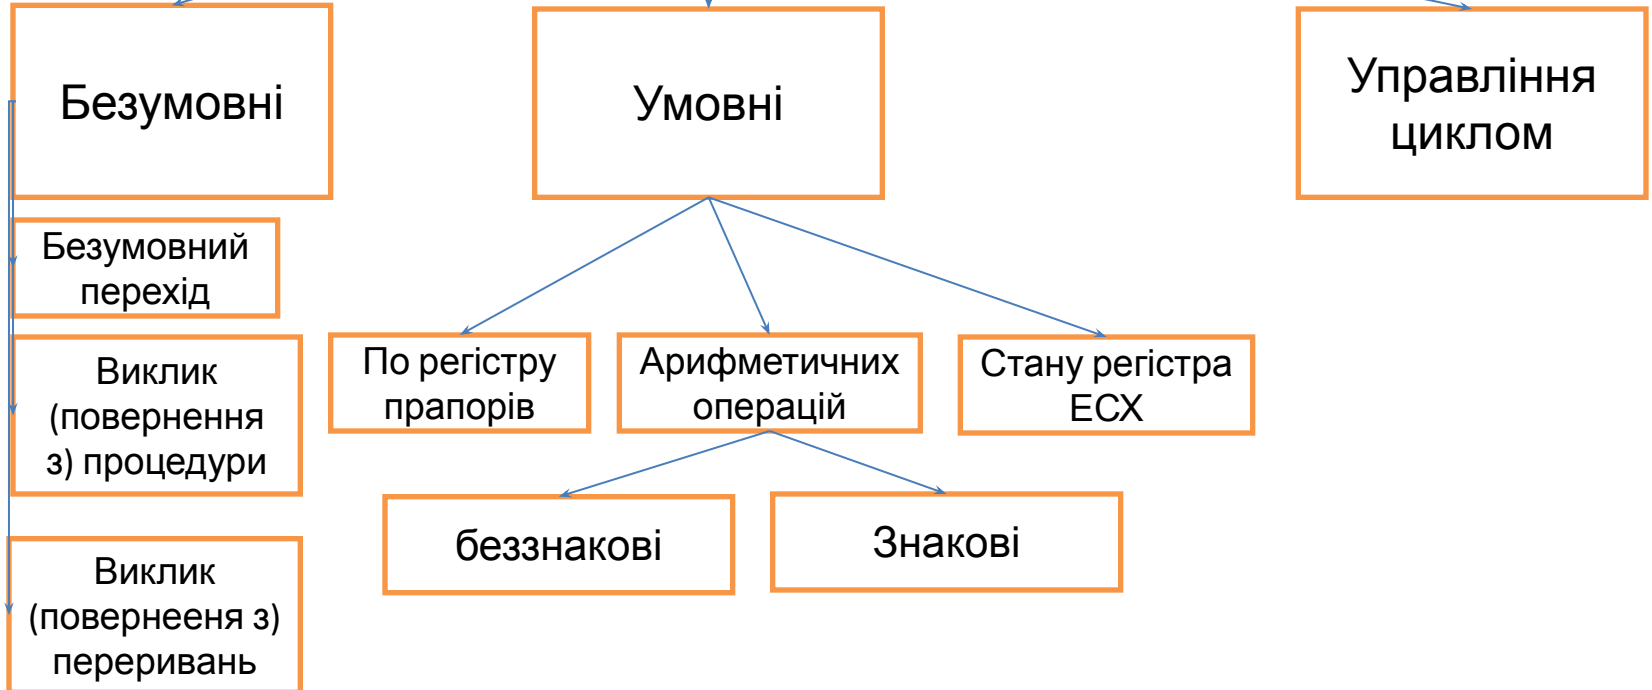 Безумовні
Умовні
Управління
циклом
Безумовний
перехід
Виклик
(повернення
з) процедури
Виклик
(повернееня з)
переривань
По регістру
прапорів
Арифметичних
операцій
Стану регістра
ECX
беззнакові
Знакові